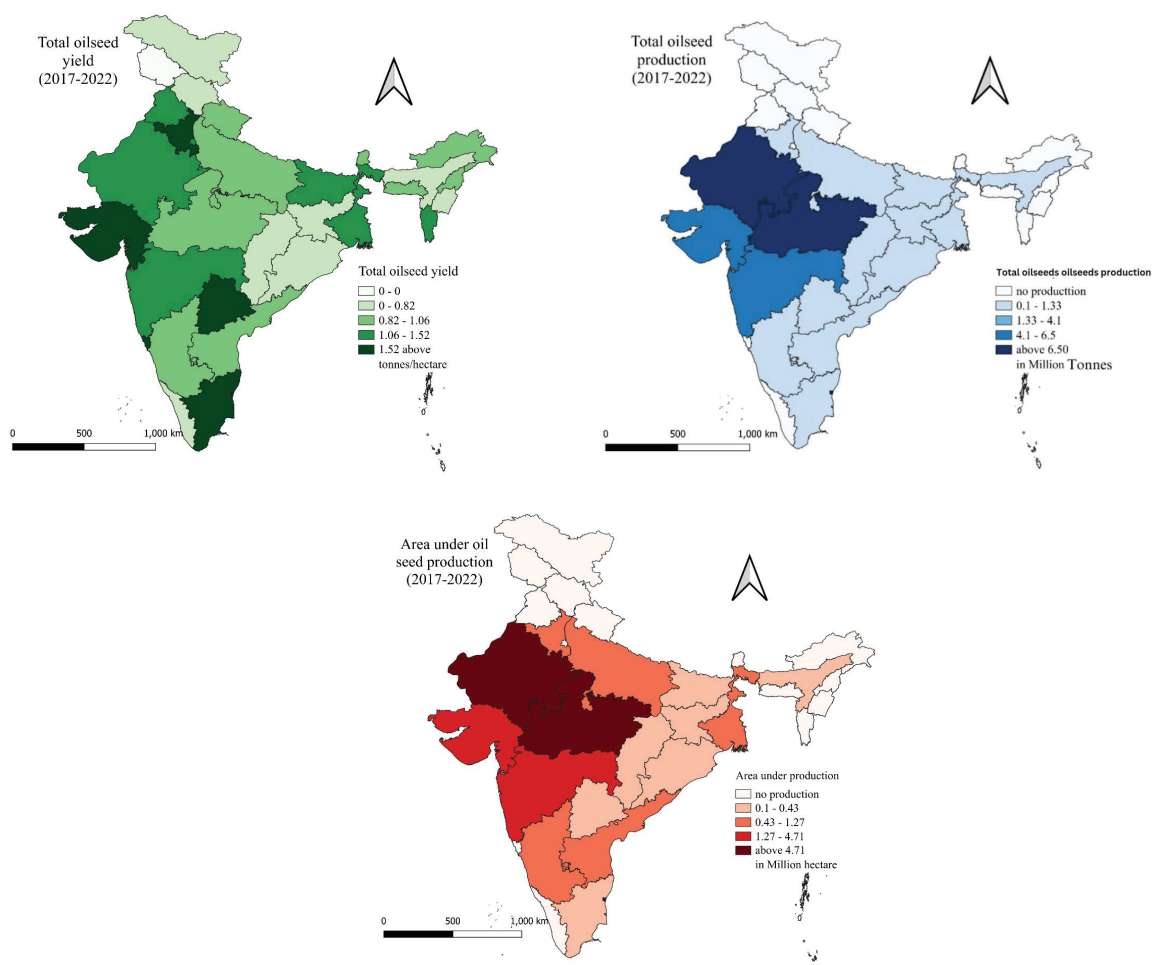 Total oilseed
yield
(2017-2022)
Total oilseed yield
0 - 0
0 - 0.82
0.82 - 1.06
1.06 - 1.52
1.52 above
tonnes/hectare
0 500 1,000 km
Total oilseed
production
(2017-2022)
Total oilseeds oilseeds production
no producttion
0.1 - 1.33
1.33 - 4.1
4.1 - 6.5
above 6.50
in Million Tonnes
0 500 1,000 km
Area under oil
seed production
(2017-2022)
Area under production
no production
0.1 - 0.43
0.43 - 1.27
1.27 - 4.71
above 4.71
in Million hectare
0 500 1,000 km